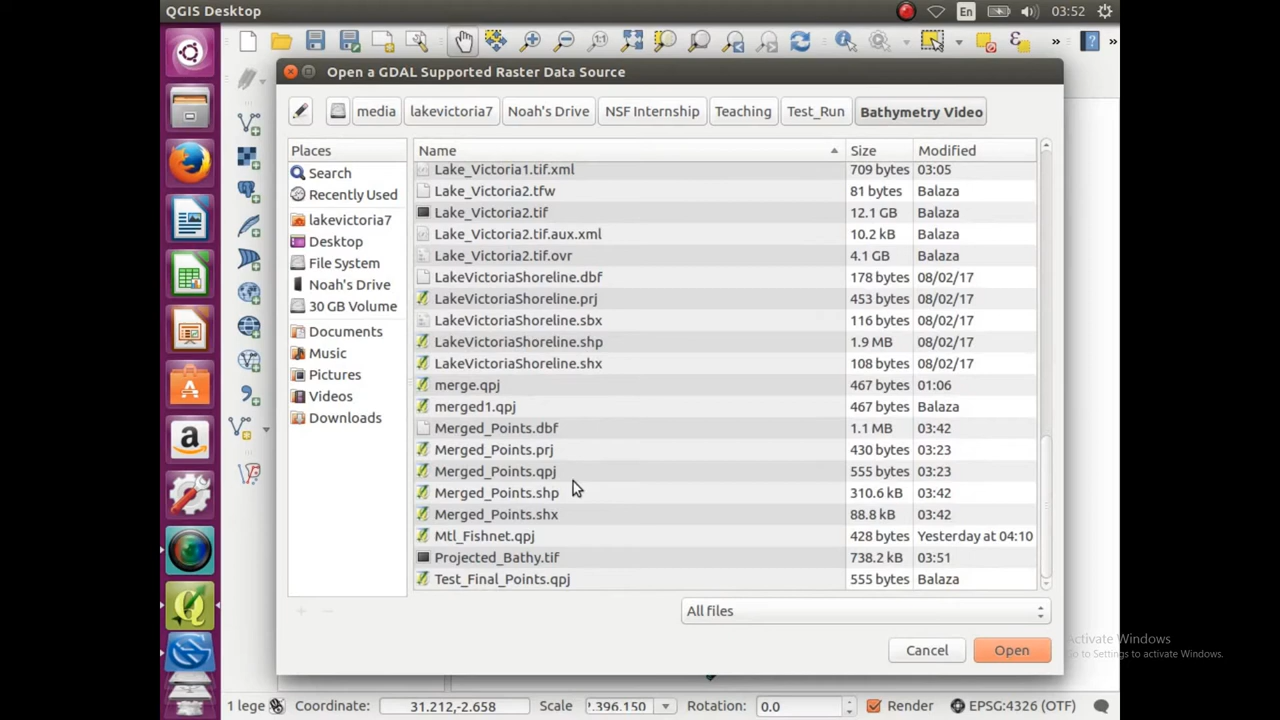 QGIS Desktop
En
03:52
Open a GDAL Supported Raster Data Source
media
lakevictoria7
Noah's Drive
NSF Internship
Teaching
Test_Run
Bathymetry Video
Places
Search
Recently Used
lakevictoria7
Desktop
File System
Noah's Drive
30 GB Volume
Documents
Music
Pictures
Videos
Downloads
Name Size Modified
Lake_Victoria1.tif.xml 709 bytes 03:05
Lake_Victoria2.tfw 81 bytes Balaza
Lake_Victoria2.tif 12.1 GB Balaza
Lake_Victoria2.tif.aux.xml 10.2 kB Balaza
Lake_Victoria2.tif.ovr 4.1 GB Balaza
LakeVictoriaShoreline.dbf 178 bytes 08/02/17
LakeVictoriaShoreline.prj 453 bytes 08/02/17
LakeVictoriaShoreline.sbx 116 bytes 08/02/17
LakeVictoriaShoreline.shp 1.9 MB 08/02/17
LakeVictoriaShoreline.shx 108 bytes 08/02/17
merge.qpj 467 bytes 01:06
merged1.qpj 467 bytes Balaza
Merged_Points.dbf 1.1 MB 03:42
Merged_Points.prj 430 bytes 03:23
Merged_Points.qpj 555 bytes 03:23
Merged_Points.shp 310.6 kB 03:42
Merged_Points.shx 88.8 kB 03:42
Mtl_Fishnet.qpj 428 bytes Yesterday at 04:10
Projected_Bathy.tif 738.2 kB 03:51
Test_Final_Points.qpj 555 bytes Balaza
All files
Cancel
Open
Activate Windows
Go to Settings to activate Windows.
1 lege Coordinate: 31.212,-2.658 Scale !.396.150 Rotation: 0.0 Render EPSG:4326 (OTF)